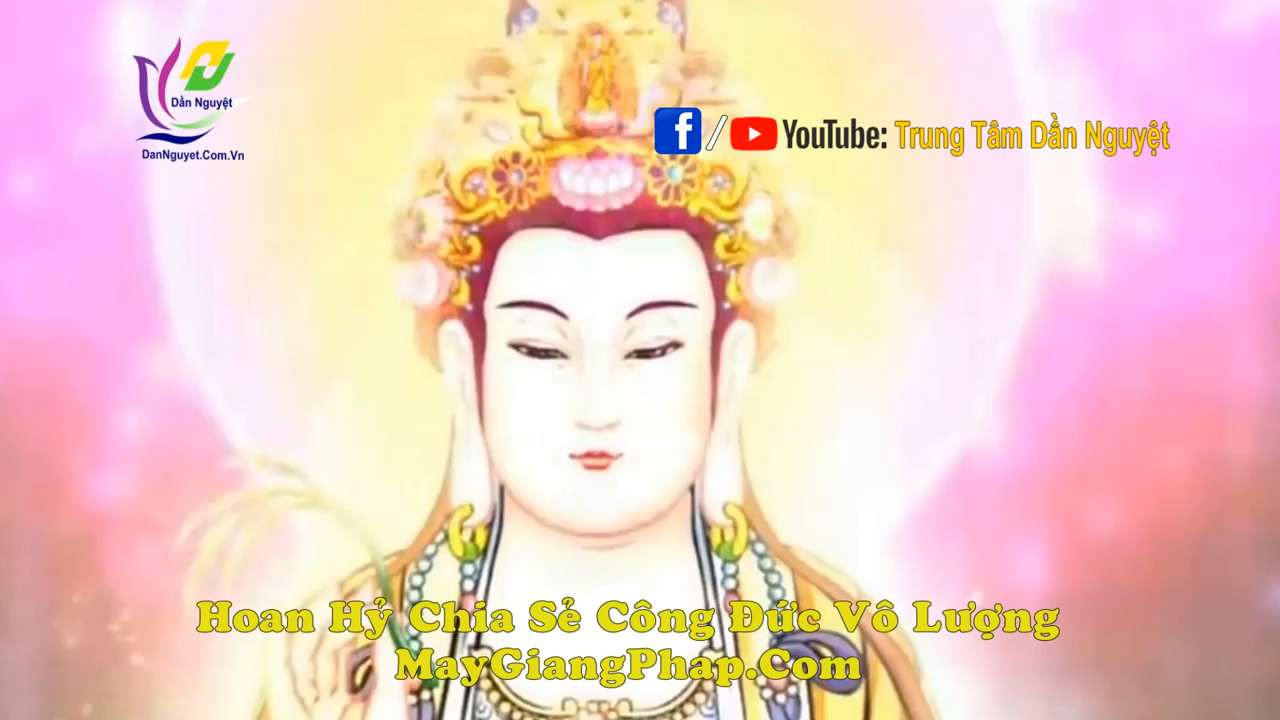 Dần Nguyệt
DanNguyet.Com.Vn
f / YouTube: Trung Tâm Dần Nguyệt
Hoan Hỷ Chia Sẻ Công Đức Vô Lượng
MayGiangPhap.Com